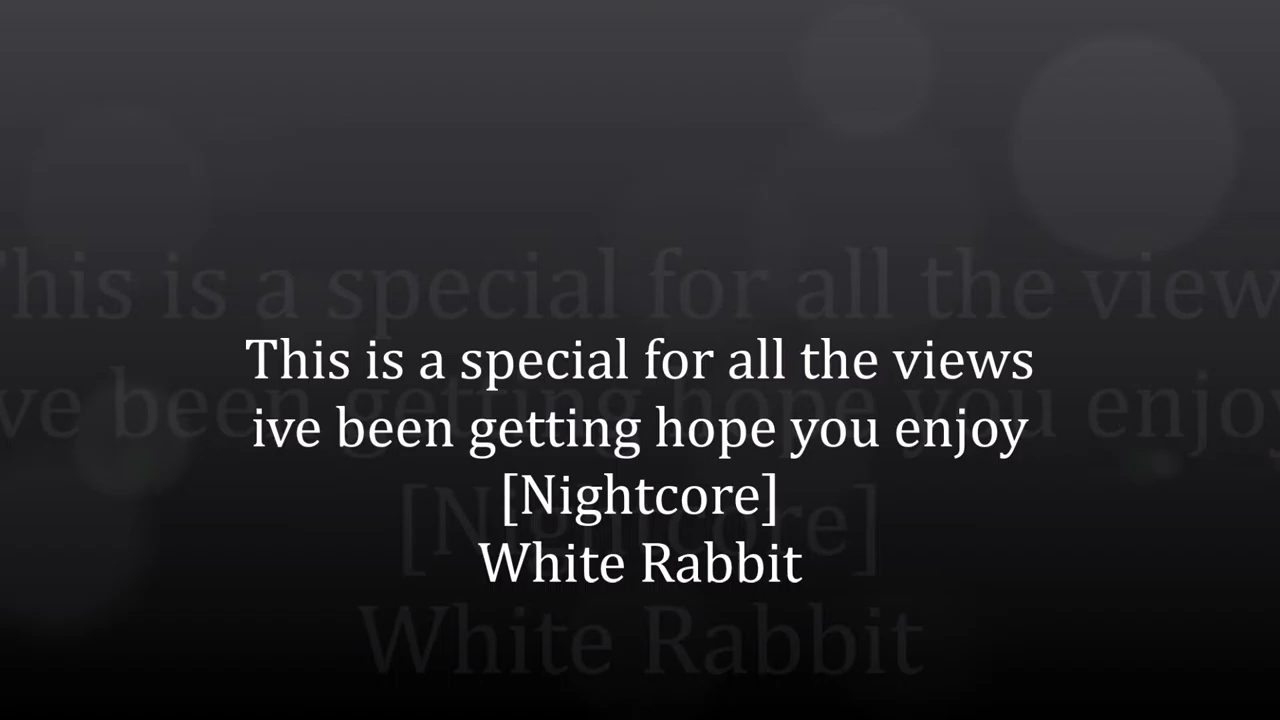 This is a special for all the views
ive been getting hope you enjoy
[Nightcore]
White Rabbit